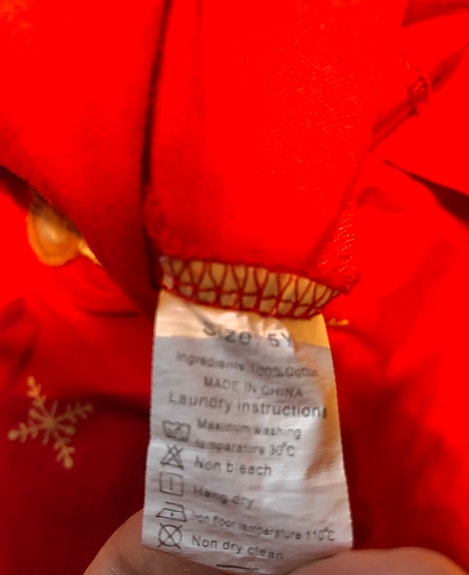 Size 5Y
Ingredients 100% Cotton
MADE IN CHINA
Laundry instructions
Maximum washing
temperature 30°C
Non bleach
Hang dry
Iron floor temperature 110°C
Non dry clean